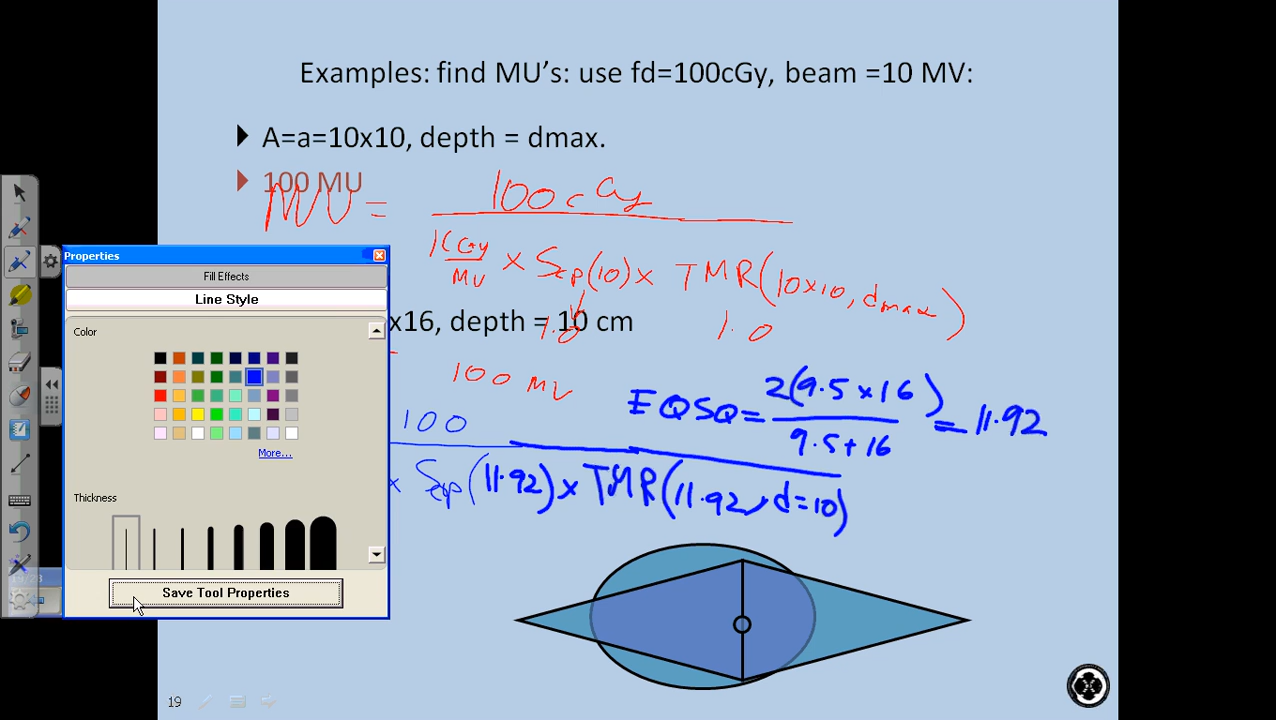 Examples: find MU's: use fd=100cGy, beam =10 MV:
A=a=10x10, depth = dmax.
100 MU
MU = 100 cGy
1cGy/MU x Scp(10) x TMR(10x10, dmax)
1.0 1.0
x16, depth = 10 cm
100 MU
EQSQ = 2(9.5 x 16) / 9.5+16 = 11.92
100
x Scp(11.92) x TMR(11.92, d=10)
Properties
Fill Effects
Line Style
Color
More...
Thickness
Save Tool Properties
19